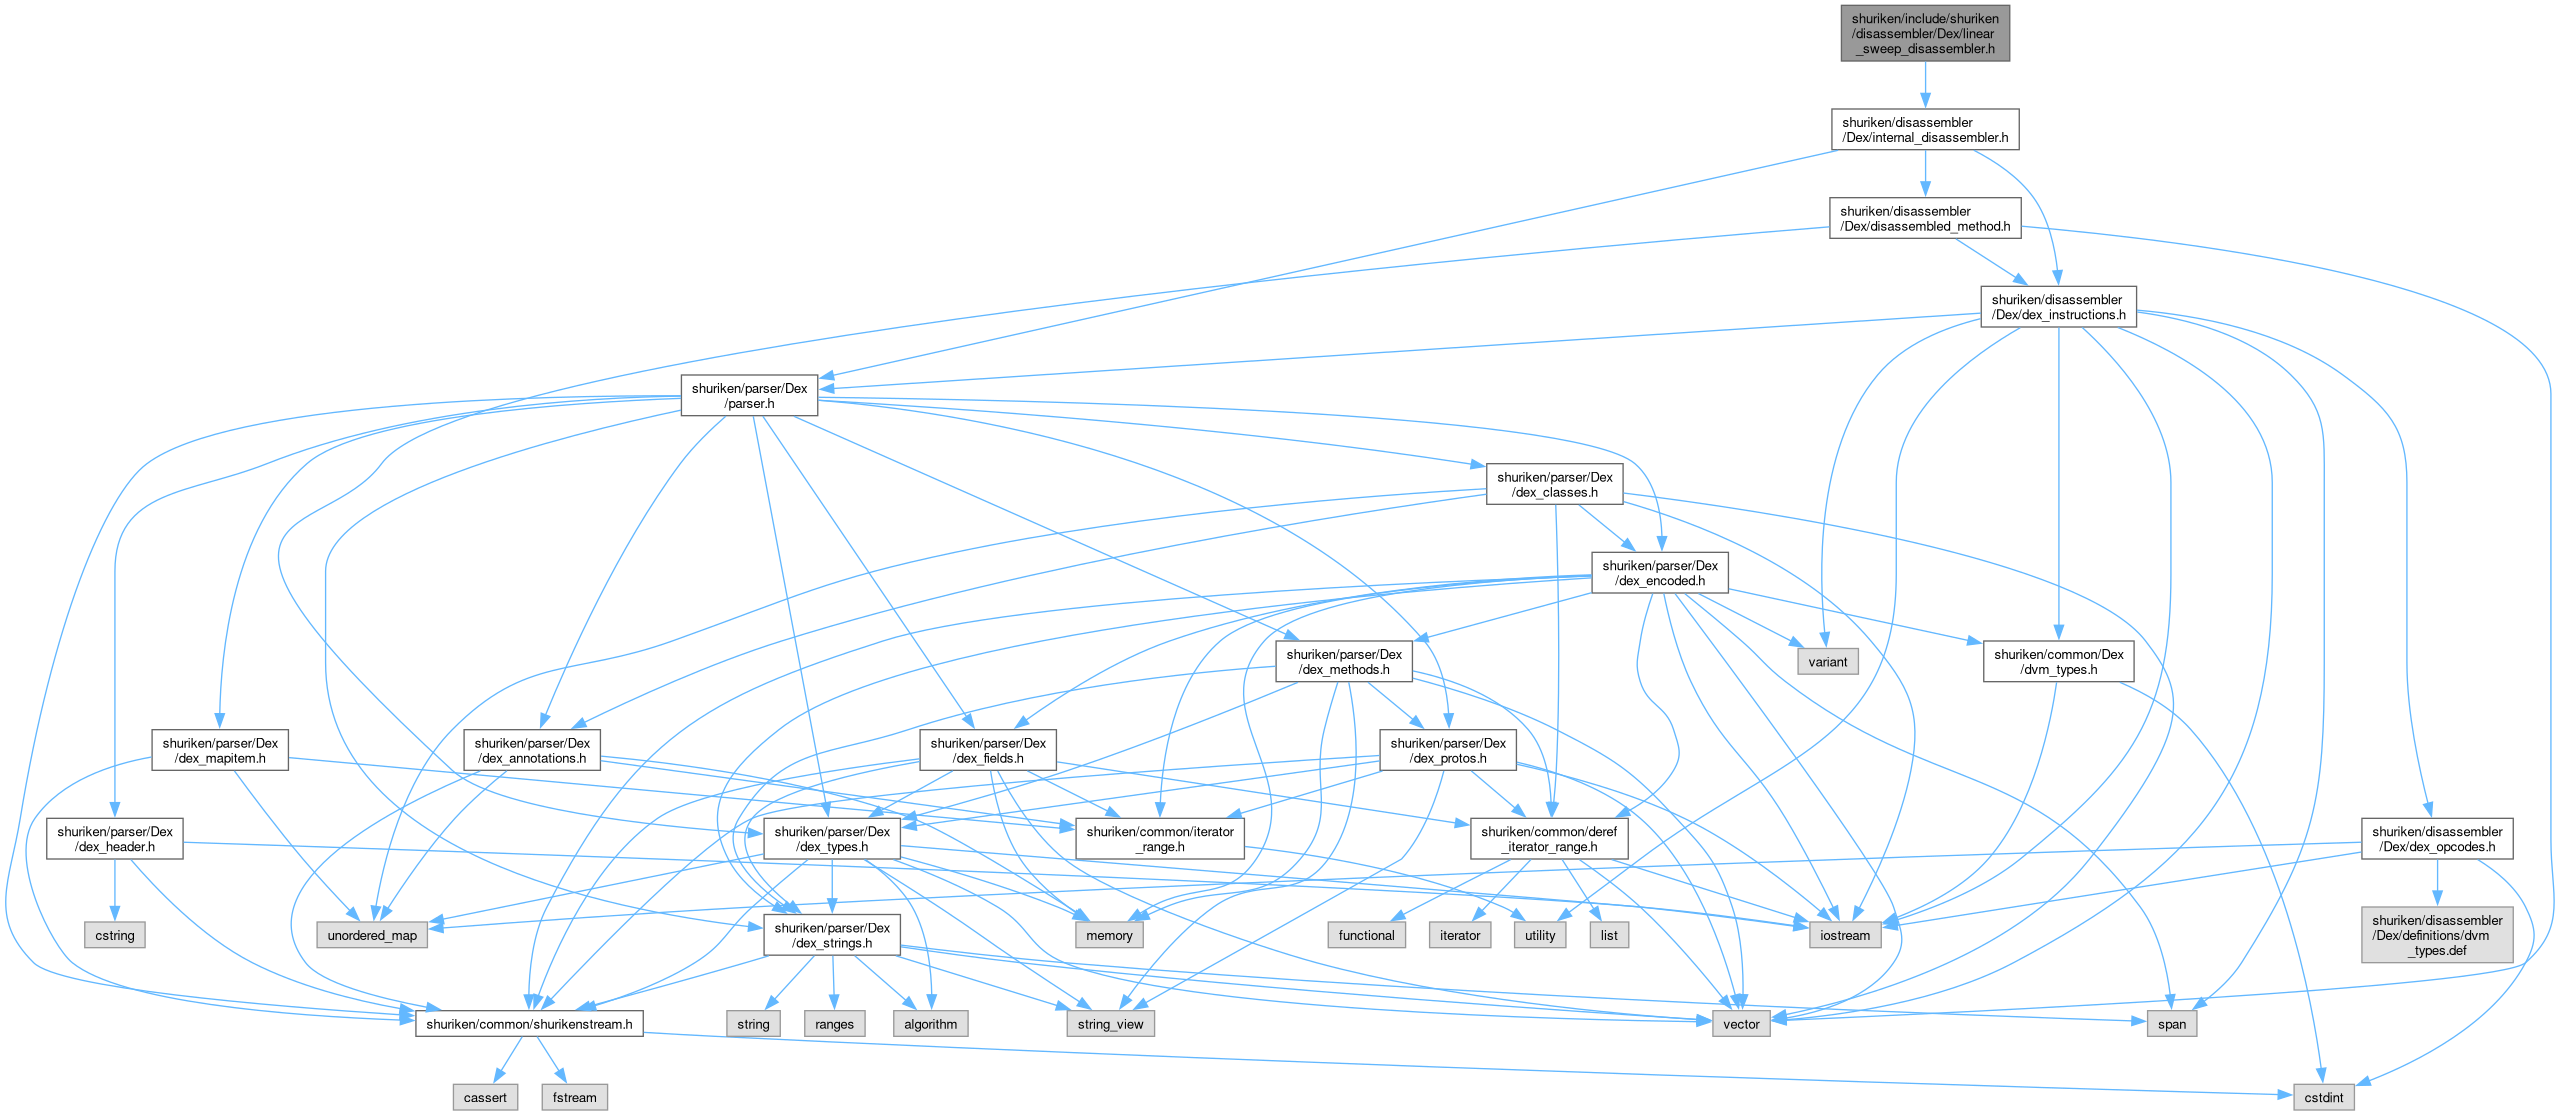 shuriken/include/shuriken
/disassembler/Dex/linear
_sweep_disassembler.h
shuriken/disassembler
/Dex/internal_disassembler.h
shuriken/disassembler
/Dex/disassembled_method.h
shuriken/disassembler
/Dex/dex_instructions.h
shuriken/parser/Dex
/parser.h
shuriken/parser/Dex
/dex_classes.h
shuriken/parser/Dex
/dex_encoded.h
shuriken/parser/Dex
/dex_methods.h
variant
shuriken/common/Dex
/dvm_types.h
shuriken/parser/Dex
/dex_mapitem.h
shuriken/parser/Dex
/dex_annotations.h
shuriken/parser/Dex
/dex_fields.h
shuriken/parser/Dex
/dex_protos.h
shuriken/parser/Dex
/dex_header.h
shuriken/parser/Dex
/dex_types.h
shuriken/common/iterator
_range.h
shuriken/common/deref
_iterator_range.h
shuriken/disassembler
/Dex/dex_opcodes.h
cstring
unordered_map
shuriken/parser/Dex
/dex_strings.h
memory
functional
iterator
utility
list
iostream
shuriken/disassembler
/Dex/definitions/dvm
_types.def
shuriken/common/shurikenstream.h
string
ranges
algorithm
string_view
vector
span
cassert
fstream
cstdint